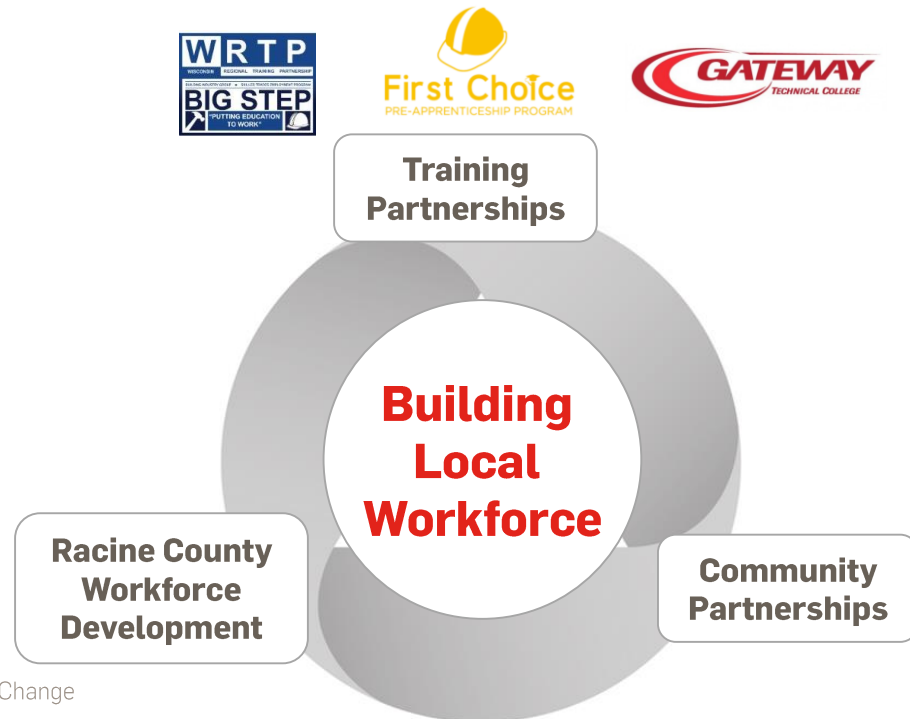 WRTP
WISCONSIN REGIONAL TRAINING PARTNERSHIP
BIG STEP
"PUTTING EDUCATION
TO WORK"
First Choice
PRE-APPRENTICESHIP PROGRAM
GATEWAY
TECHNICAL COLLEGE
Training
Partnerships
Building
Local
Workforce
Racine County
Workforce
Development
Community
Partnerships
Change